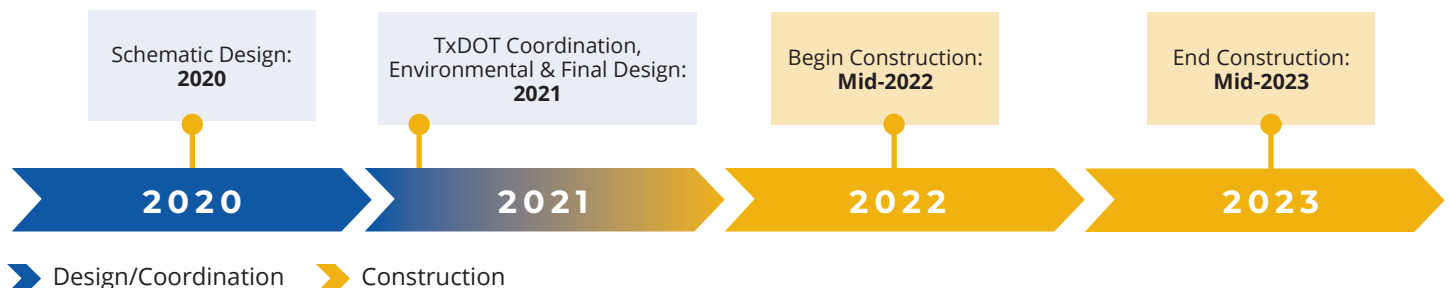 Schematic Design:
2020
TxDOT Coordination,
Environmental & Final Design:
2021
Begin Construction:
Mid-2022
End Construction:
Mid-2023
2020
2021
2022
2023
Design/Coordination
Construction